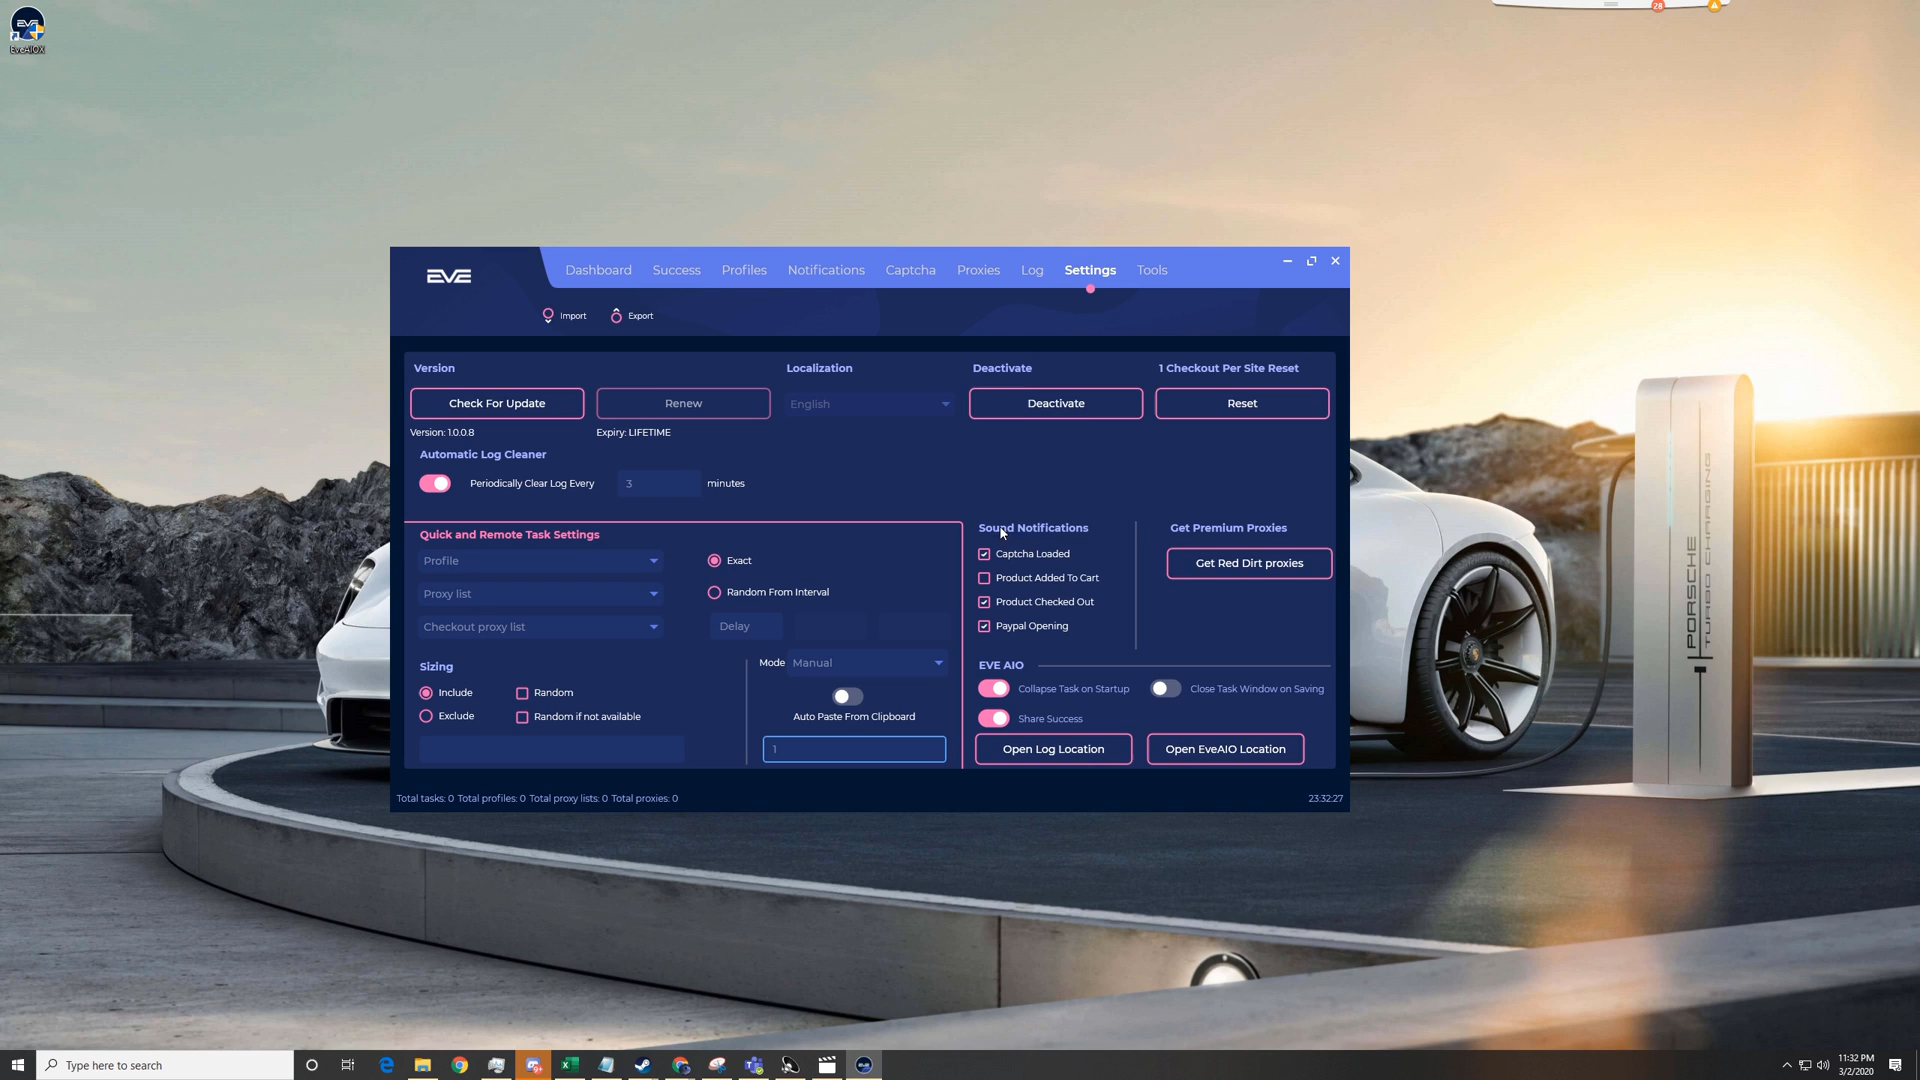 EveAIOX
28
EVE
Dashboard Success Profiles Notifications Captcha Proxies Log Settings Tools
Import Export
Version Localization Deactivate 1 Checkout Per Site Reset
Check For Update Renew English Deactivate Reset
Version: 1.0.0.8 Expiry: LIFETIME
Automatic Log Cleaner
Periodically Clear Log Every 3 minutes
Quick and Remote Task Settings
Profile
Proxy list
Checkout proxy list
Exact
Random From Interval
Delay
Sizing
Include Random
Exclude Random if not available
Mode Manual
Auto Paste From Clipboard
1
Sound Notifications
Captcha Loaded
Product Added To Cart
Product Checked Out
Paypal Opening
Get Premium Proxies
Get Red Dirt proxies
EVE AIO
Collapse Task on Startup Close Task Window on Saving
Share Success
Open Log Location Open EveAIO Location
Total tasks: 0 Total profiles: 0 Total proxy lists: 0 Total proxies: 0 23:32:27
PORSCHE
TURBO CHARGING
Type here to search
11:32 PM
3/2/2020